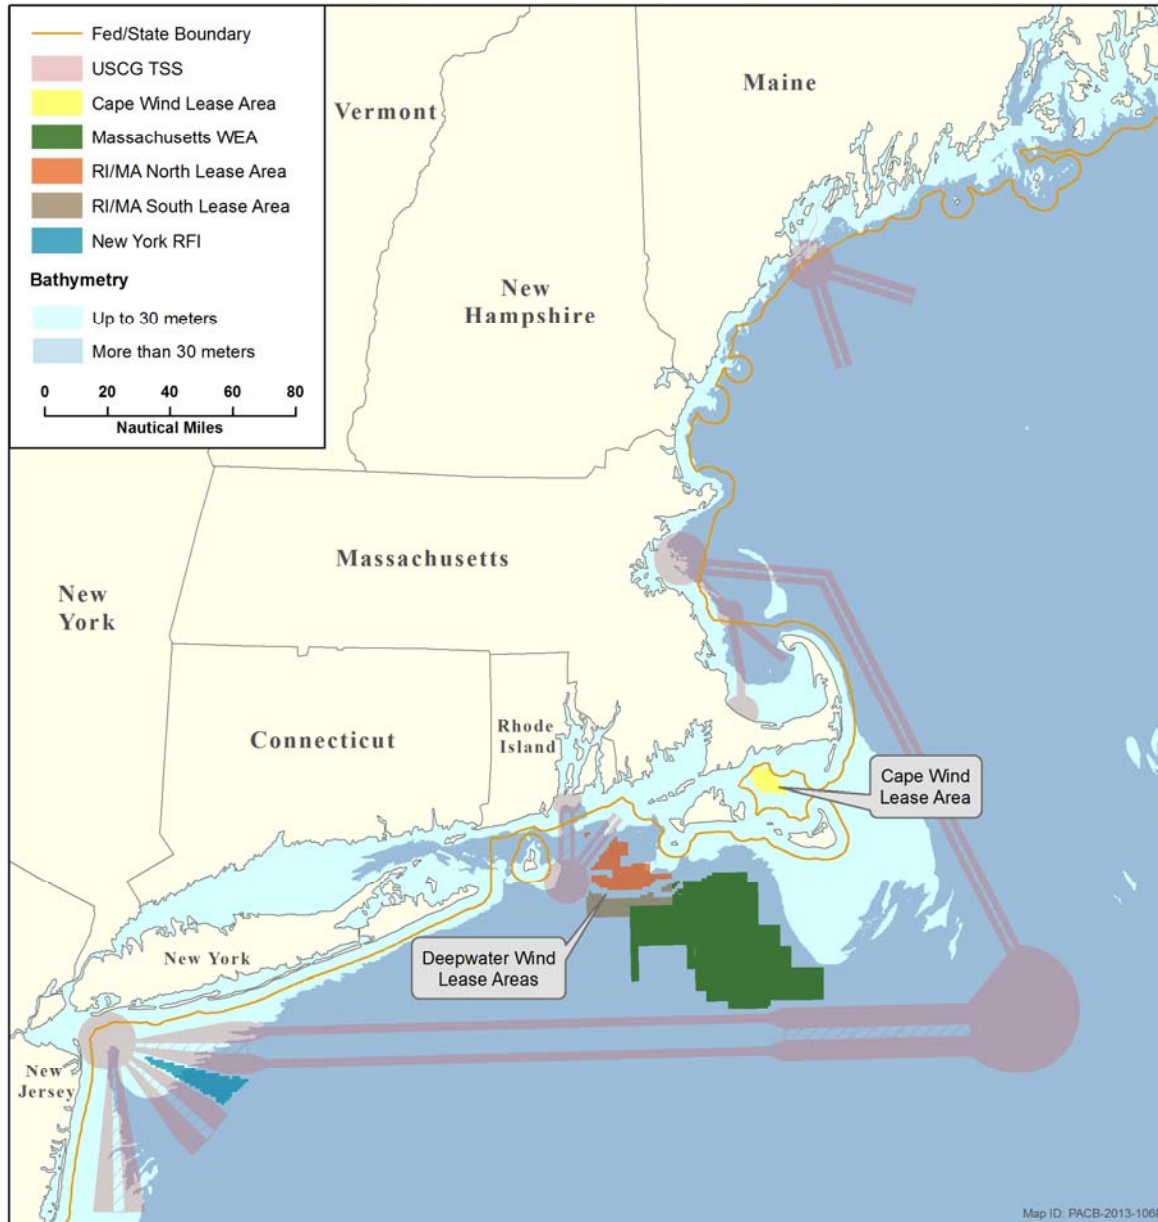 Fed/State Boundary
USCG TSS
Cape Wind Lease Area
Massachusetts WEA
RI/MA North Lease Area
RI/MA South Lease Area
New York RFI
Bathymetry
Up to 30 meters
More than 30 meters
0 20 40 60 80
Nautical Miles
Vermont
Maine
New
Hampshire
Massachusetts
New
York
Connecticut
Rhode
Island
Cape Wind
Lease Area
Deepwater Wind
Lease Areas
New York
New
Jersey
Map ID: PACB-2013-1068